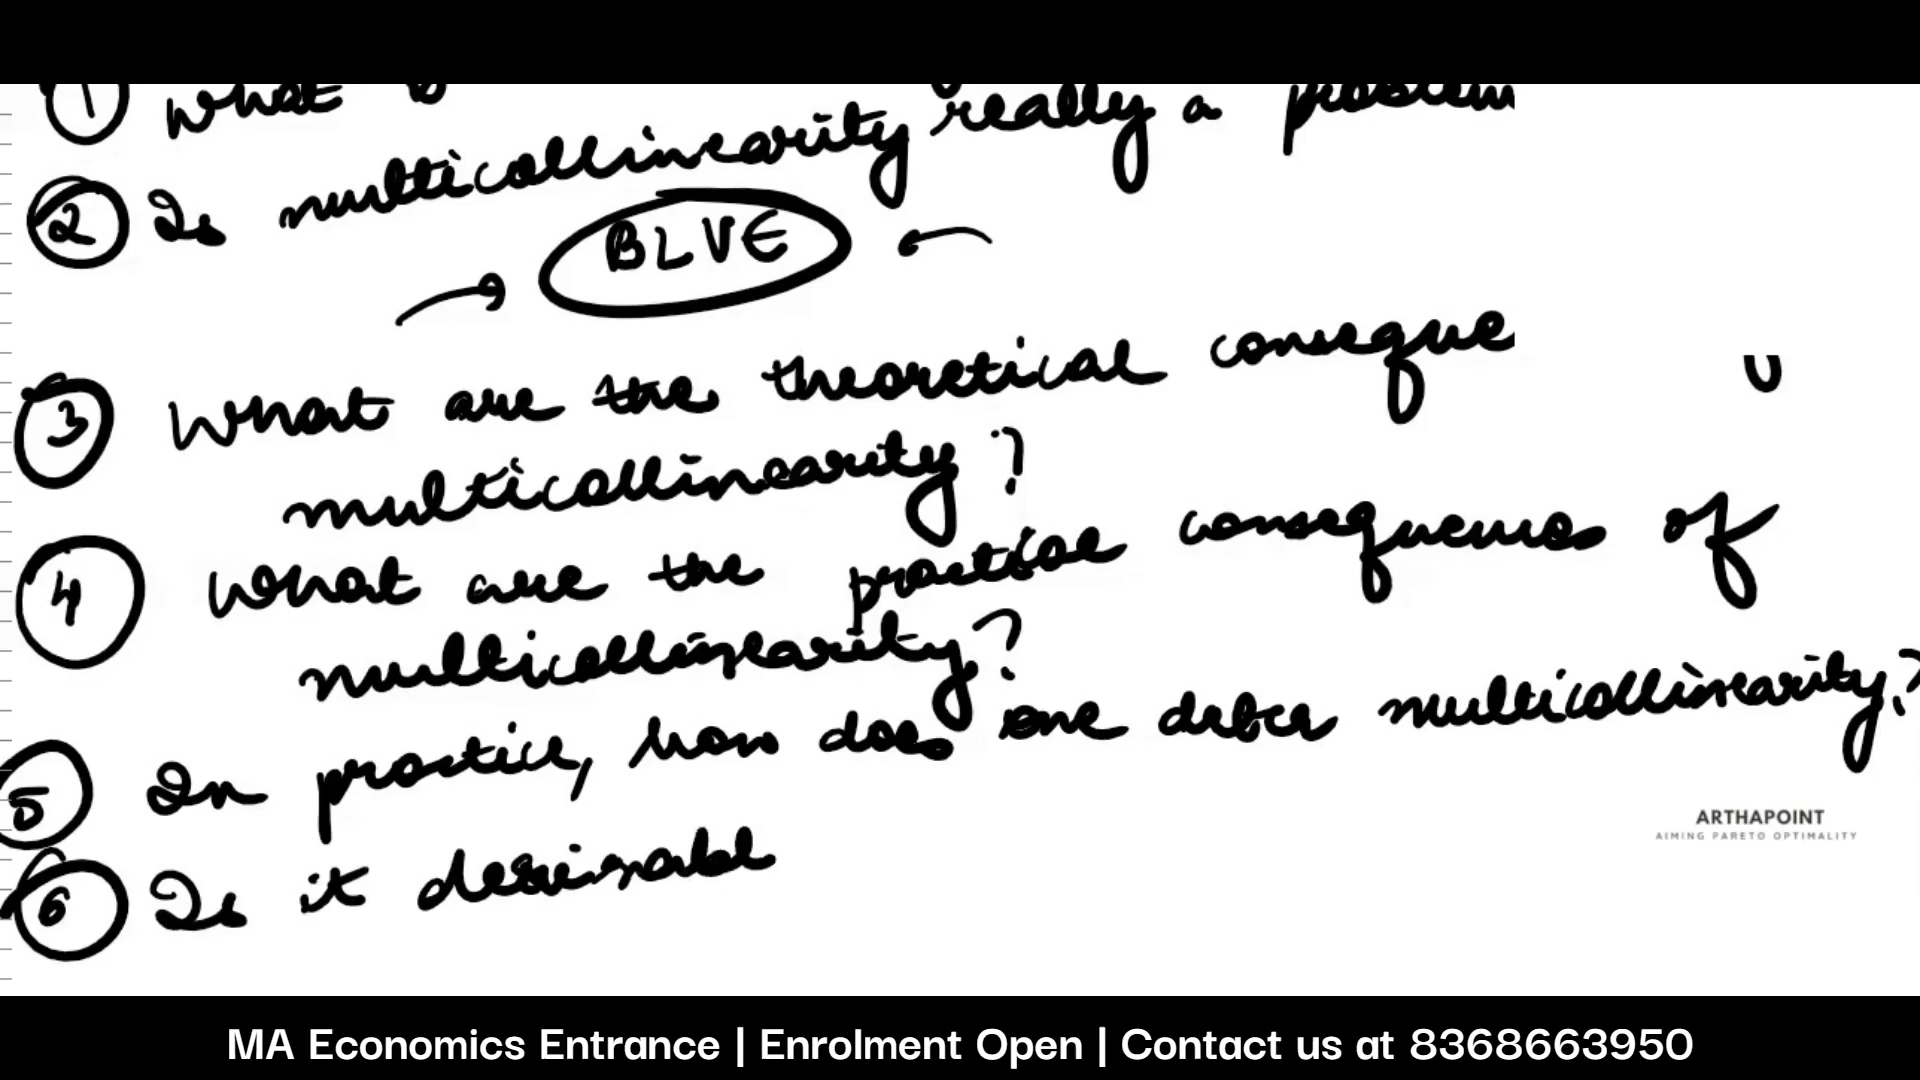 ① What is
② Is multicollinearity really a problem
BLUE
③ What are the theoretical conseque
multicollinearity?
④ What are the practical consequences of
multicollinearity?
⑤ In practice, how does one detect multicollinearity?
⑥ Is it desirable
ARTHAPOINT
AIMING PARETO OPTIMALITY
MA Economics Entrance | Enrolment Open | Contact us at 8368663950